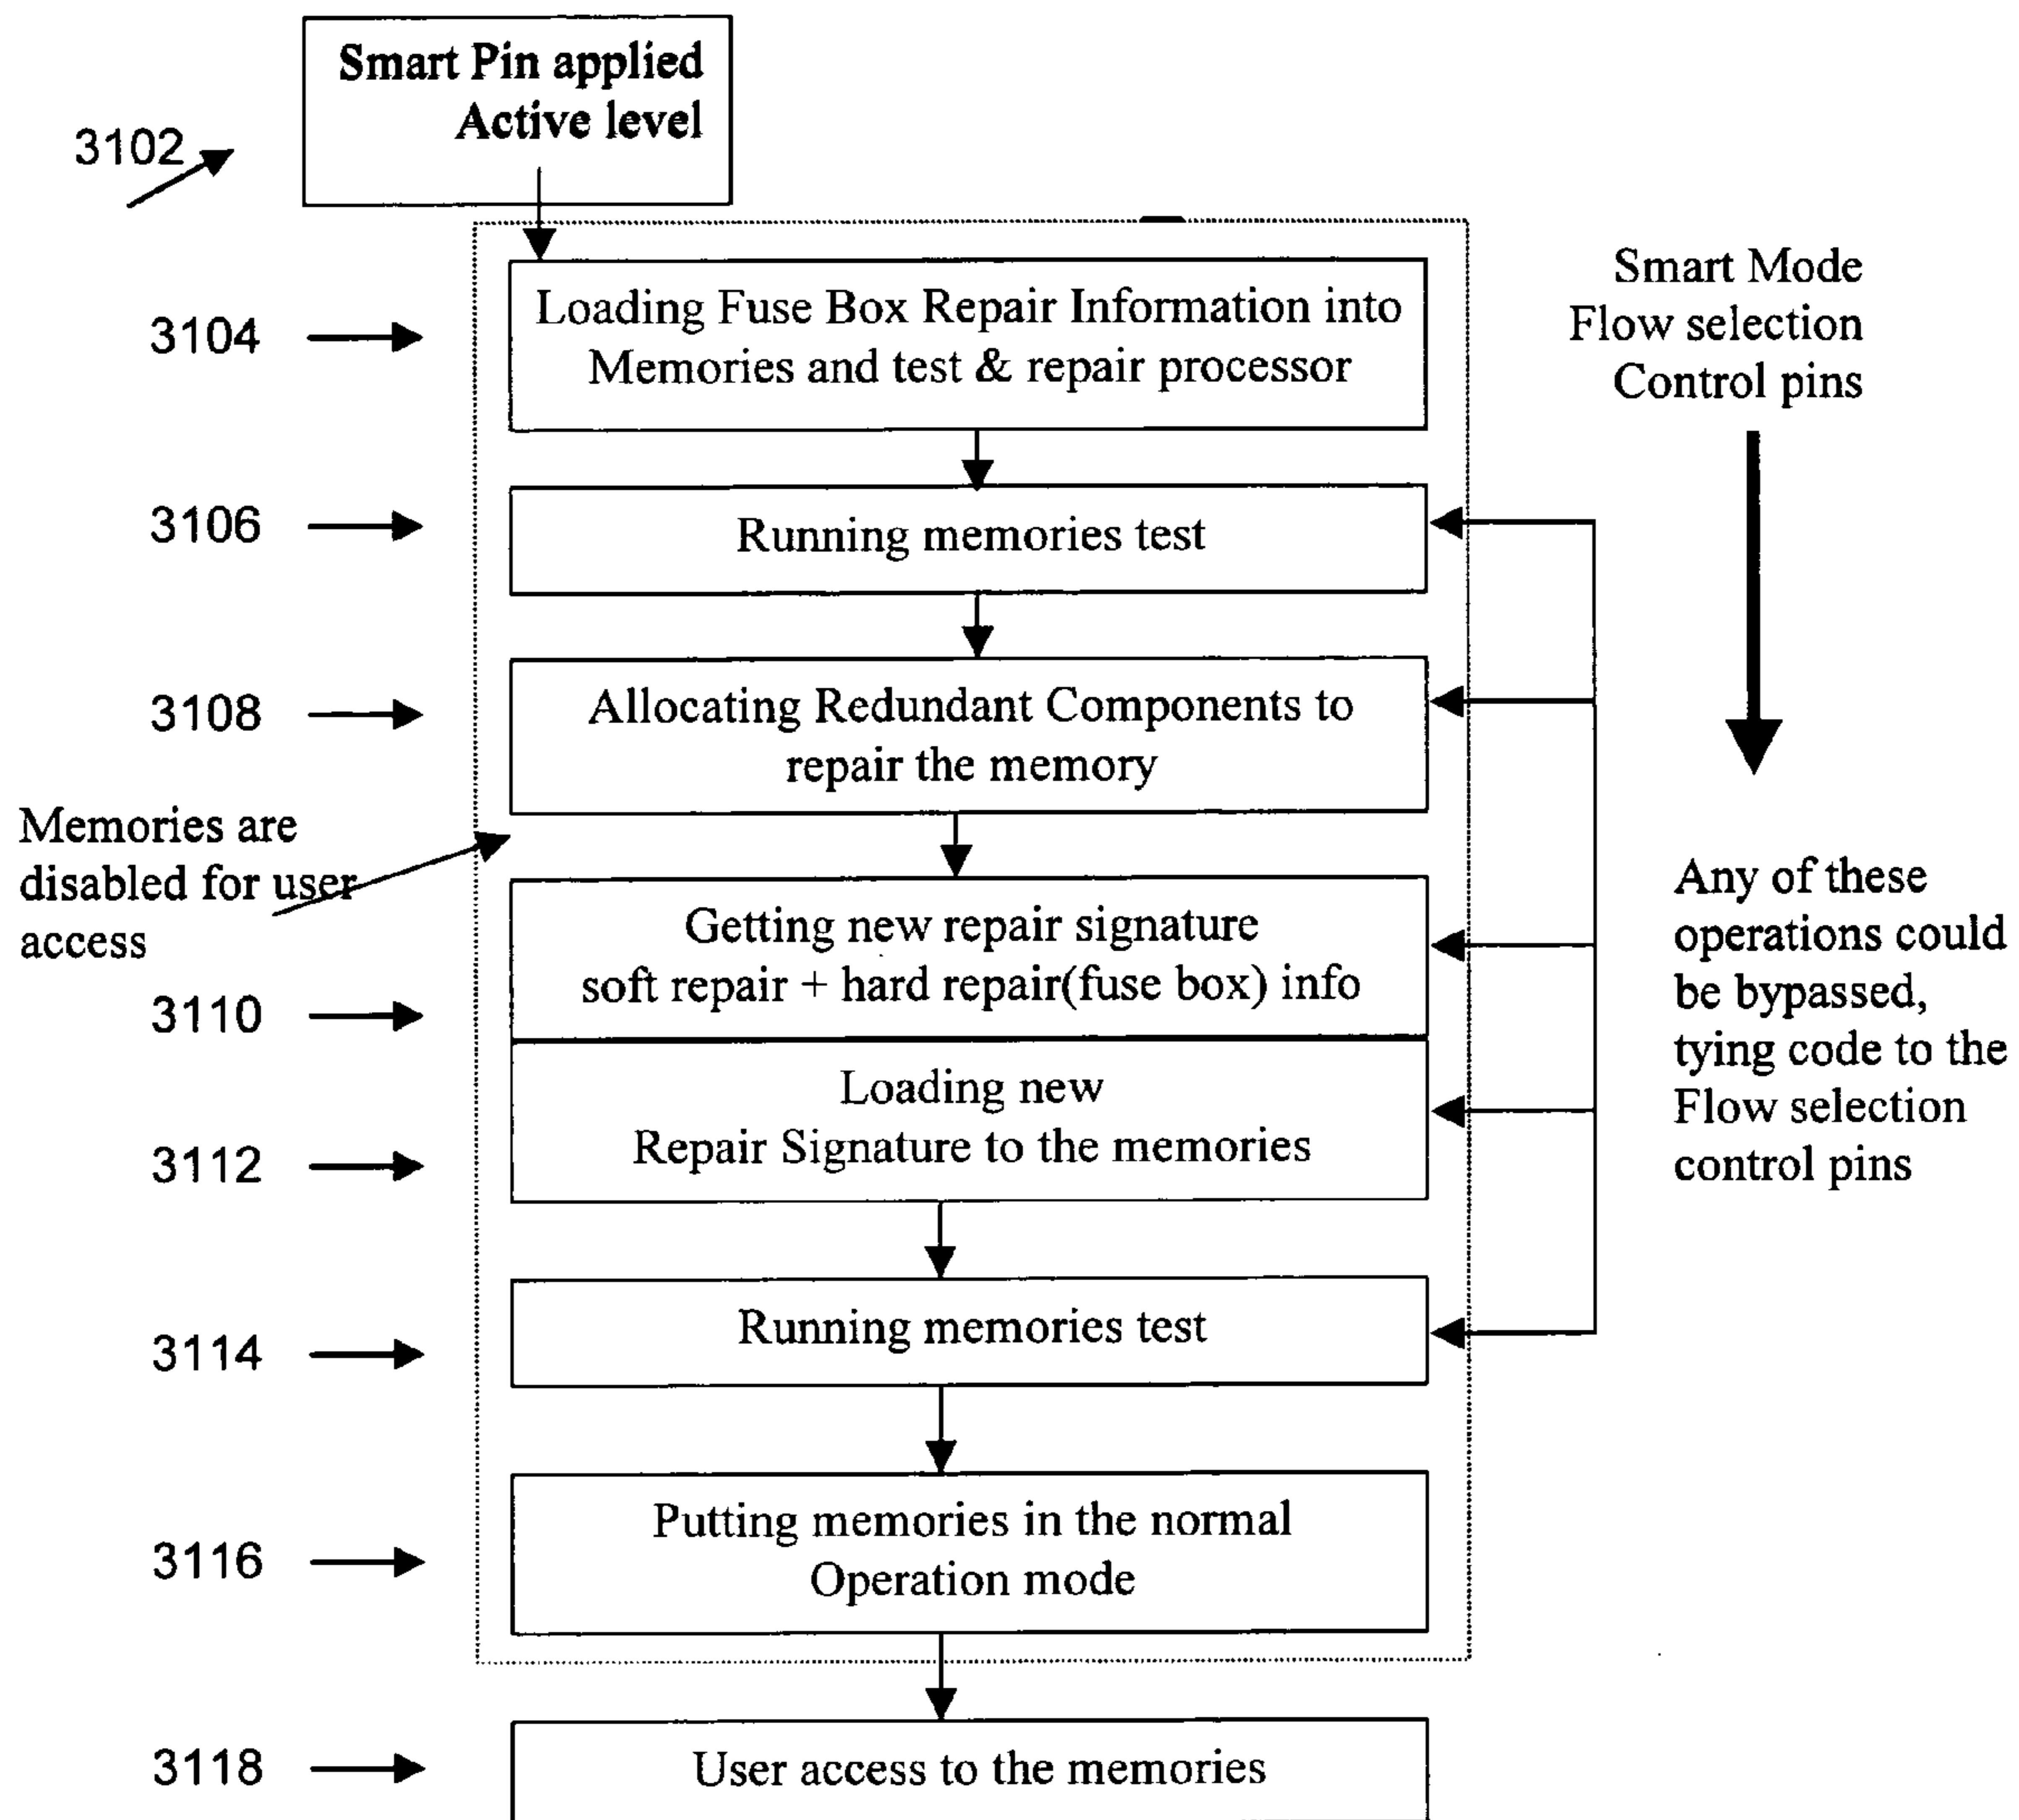 Smart Pin applied
Active level
3102
3104
Loading Fuse Box Repair Information into
Memories and test & repair processor
Smart Mode
Flow selection
Control pins
3106
Running memories test
3108
Allocating Redundant Components to
repair the memory
Memories are
disabled for user
access
Any of these
operations could
be bypassed,
tying code to the
Flow selection
control pins
3110
Getting new repair signature
soft repair + hard repair(fuse box) info
3112
Loading new
Repair Signature to the memories
3114
Running memories test
3116
Putting memories in the normal
Operation mode
3118
User access to the memories